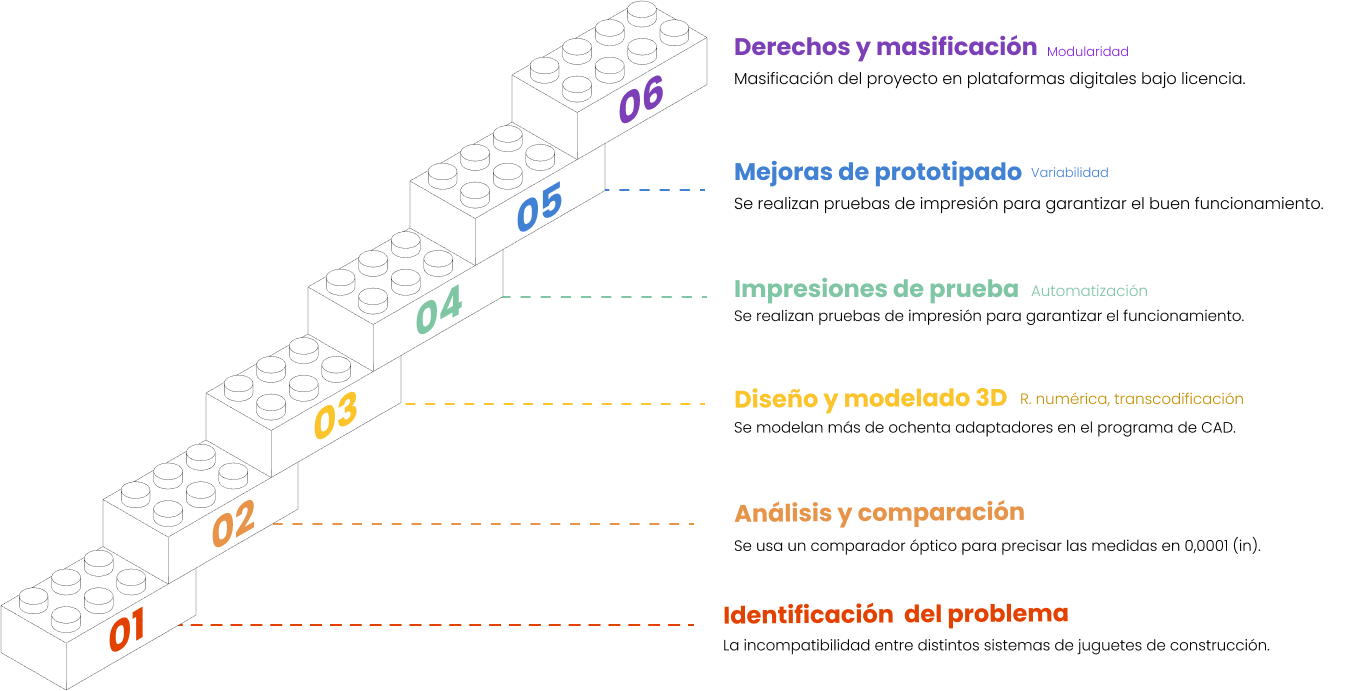 06
Derechos y masificación Modularidad
Masificación del proyecto en plataformas digitales bajo licencia.
05
Mejoras de prototipado Variabilidad
Se realizan pruebas de impresión para garantizar el buen funcionamiento.
04
Impresiones de prueba Automatización
Se realizan pruebas de impresión para garantizar el funcionamiento.
03
Diseño y modelado 3D R. numérica, transcodificación
Se modelan más de ochenta adaptadores en el programa de CAD.
02
Análisis y comparación
Se usa un comparador óptico para precisar las medidas en 0,0001 (in).
01
Identificación del problema
La incompatibilidad entre distintos sistemas de juguetes de construcción.